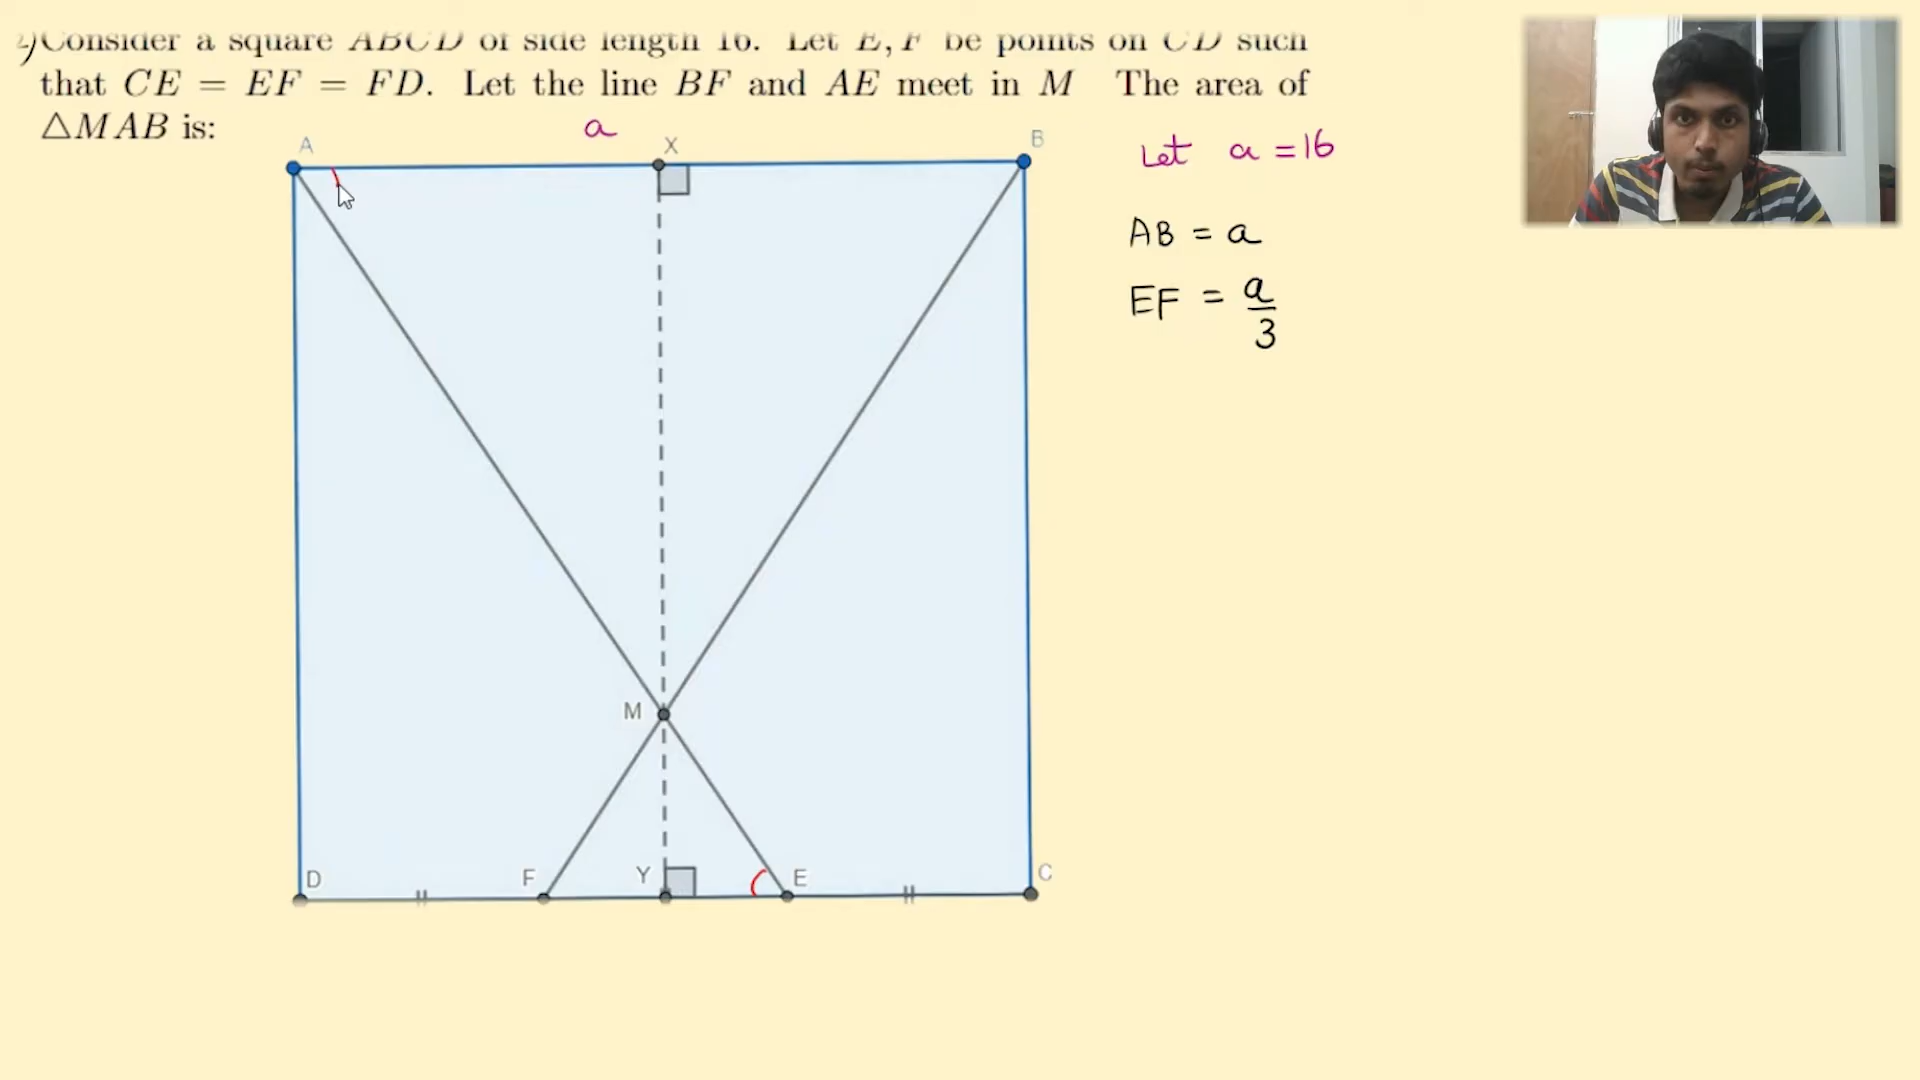 2) Consider a square ABCD of side length 16. Let E, F be points on CD such
that CE = EF = FD. Let the line BF and AE meet in M The area of
△MAB is:
a
Let a = 16
A
X
B
AB = a
EF = a/3
M
D
F
Y
E
C